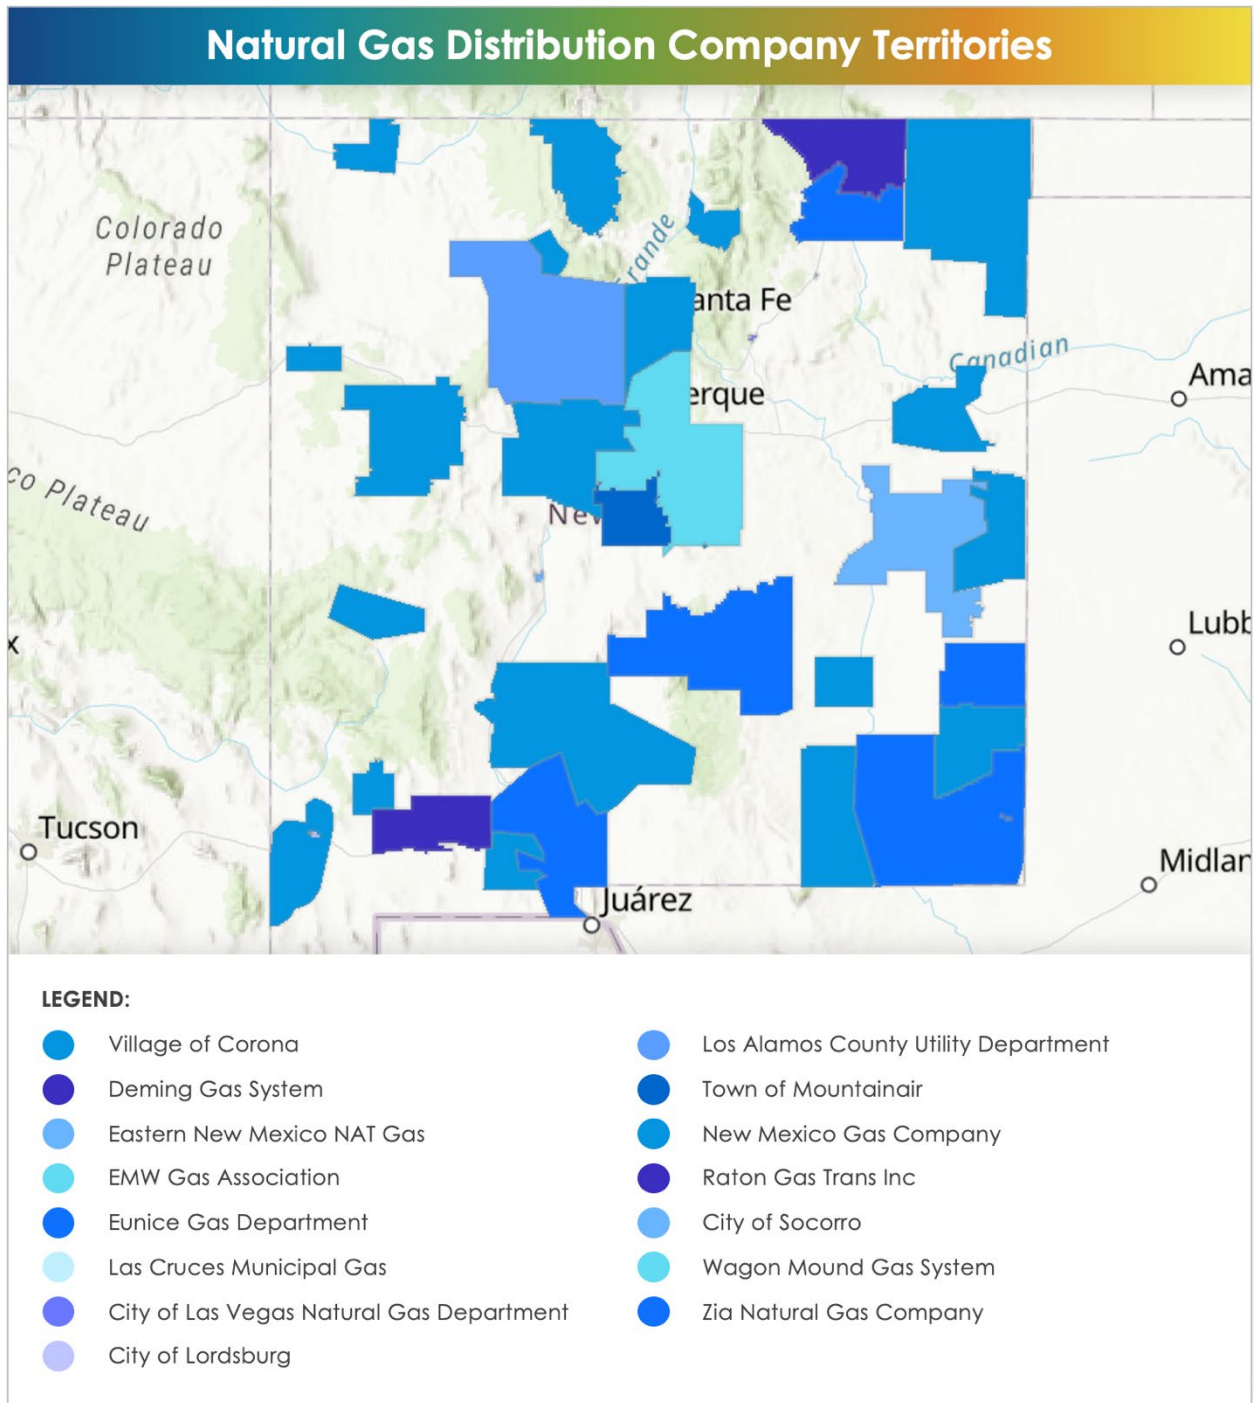 Natural Gas Distribution Company Territories
Colorado
Plateau
Grande
anta Fe
Canadian
Ama
erque
co Plateau
New
Lubb
x
Tucson
Midlan
Juárez
LEGEND:
Village of Corona
Deming Gas System
Eastern New Mexico NAT Gas
EMW Gas Association
Eunice Gas Department
Las Cruces Municipal Gas
City of Las Vegas Natural Gas Department
City of Lordsburg
Los Alamos County Utility Department
Town of Mountainair
New Mexico Gas Company
Raton Gas Trans Inc
City of Socorro
Wagon Mound Gas System
Zia Natural Gas Company